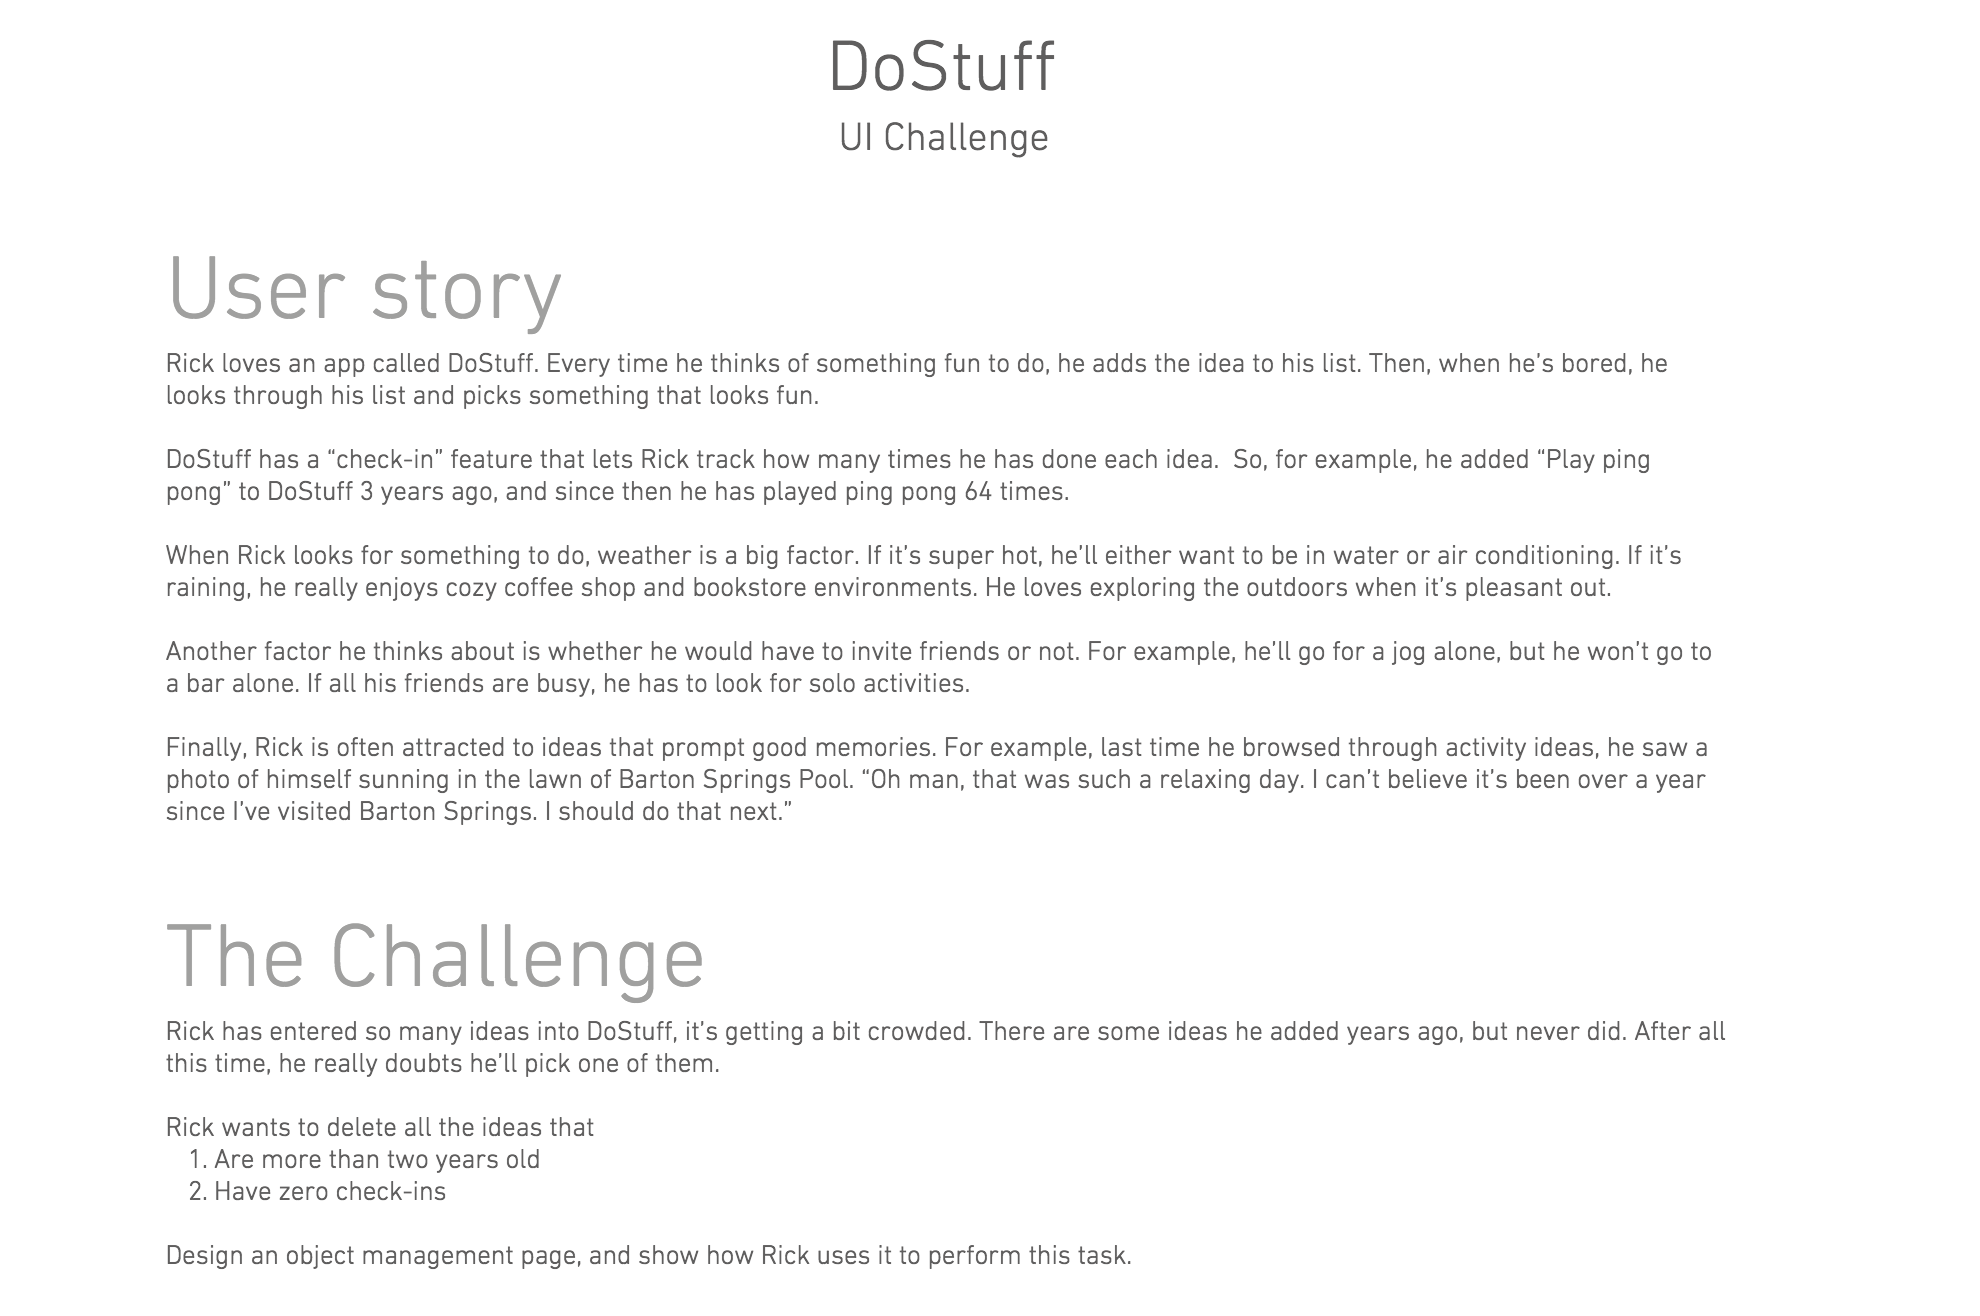 DoStuff
UI Challenge
User story
Rick loves an app called DoStuff. Every time he thinks of something fun to do, he adds the idea to his list. Then, when he’s bored, he
looks through his list and picks something that looks fun.
DoStuff has a “check-in” feature that lets Rick track how many times he has done each idea.  So, for example, he added “Play ping
pong” to DoStuff 3 years ago, and since then he has played ping pong 64 times.
When Rick looks for something to do, weather is a big factor. If it’s super hot, he’ll either want to be in water or air conditioning. If it’s
raining, he really enjoys cozy coffee shop and bookstore environments. He loves exploring the outdoors when it’s pleasant out.
Another factor he thinks about is whether he would have to invite friends or not. For example, he’ll go for a jog alone, but he won’t go to
a bar alone. If all his friends are busy, he has to look for solo activities.
Finally, Rick is often attracted to ideas that prompt good memories. For example, last time he browsed through activity ideas, he saw a
photo of himself sunning in the lawn of Barton Springs Pool. “Oh man, that was such a relaxing day. I can’t believe it’s been over a year
since I’ve visited Barton Springs. I should do that next.”
The Challenge
Rick has entered so many ideas into DoStuff, it’s getting a bit crowded. There are some ideas he added years ago, but never did. After all
this time, he really doubts he’ll pick one of them.
Rick wants to delete all the ideas that
1. Are more than two years old
2. Have zero check-ins
Design an object management page, and show how Rick uses it to perform this task.